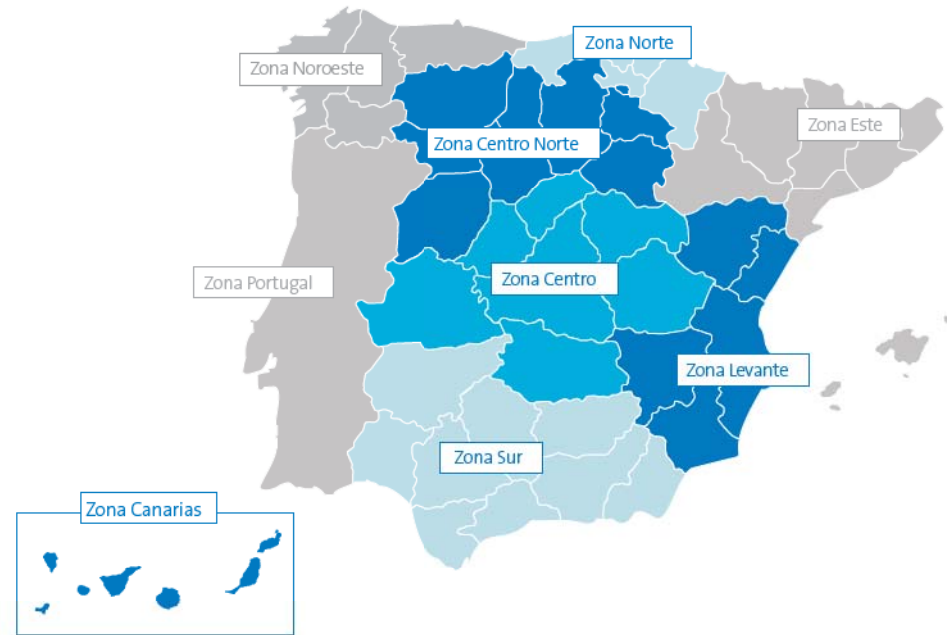 Zona Norte
Zona Noroeste
Zona Este
Zona Centro Norte
Zona Centro
Zona Portugal
Zona Levante
Zona Sur
Zona Canarias